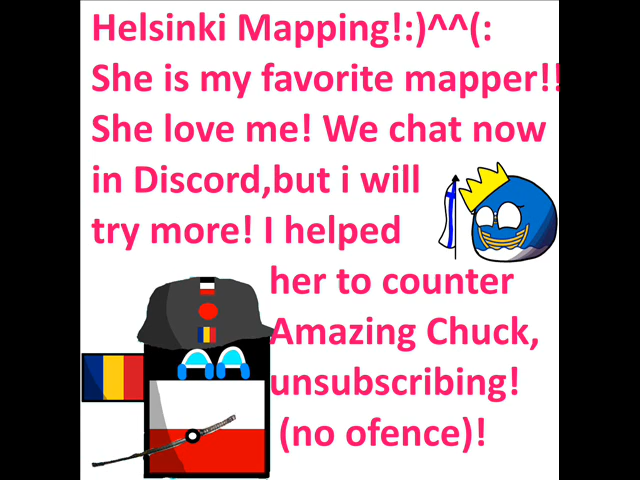 Helsinki Mapping!:)^^(:
She is my favorite mapper!!
She love me! We chat now
in Discord,but i will
try more! I helped
her to counter
Amazing Chuck,
unsubscribing!
(no ofence)!